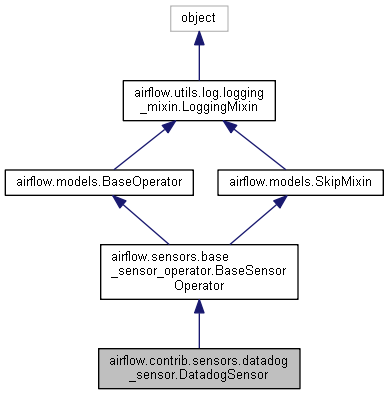 object
airflow.utils.log.logging
_mixin.LoggingMixin
airflow.models.BaseOperator
airflow.models.SkipMixin
airflow.sensors.base
_sensor_operator.BaseSensor
Operator
airflow.contrib.sensors.datadog
_sensor.DatadogSensor